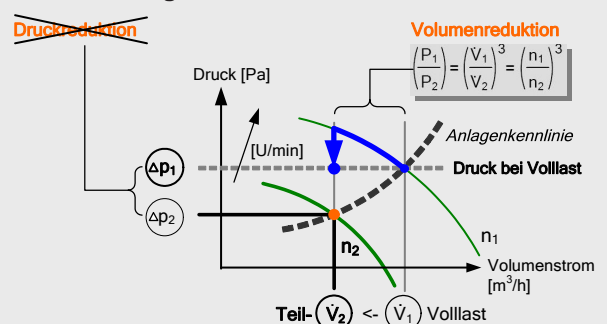 Druckreduktion
Volumenreduktion
(P1/P2) = (V̇1/V̇2)³ = (n1/n2)³
Druck [Pa]
[U/min]
Anlagenkennlinie
Δp1
Druck bei Volllast
Δp2
n2
n1
Volumenstrom
[m³/h]
Teil- V̇2 <- V̇1 Volllast